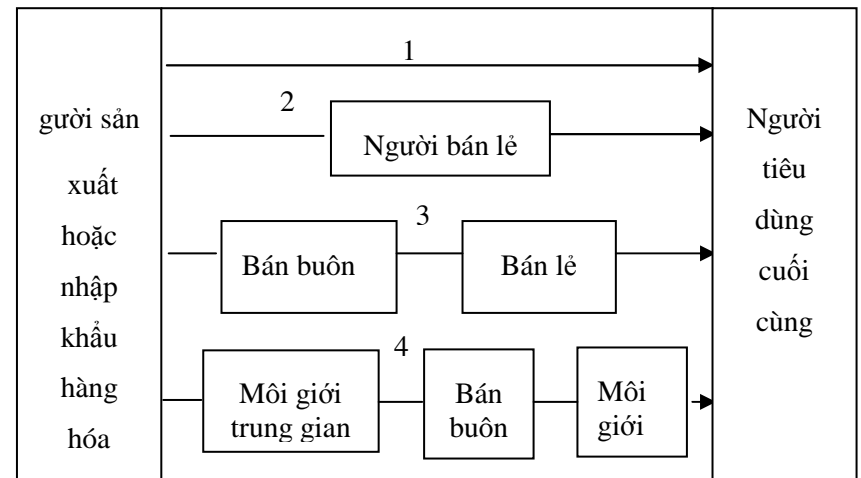 gười sản
xuất
hoặc
nhập
khẩu
hàng
hóa
1
2
Người bán lẻ
3
Bán buôn
Bán lẻ
4
Môi giới
trung gian
Bán
buôn
Môi
giới
Người
tiêu
dùng
cuối
cùng